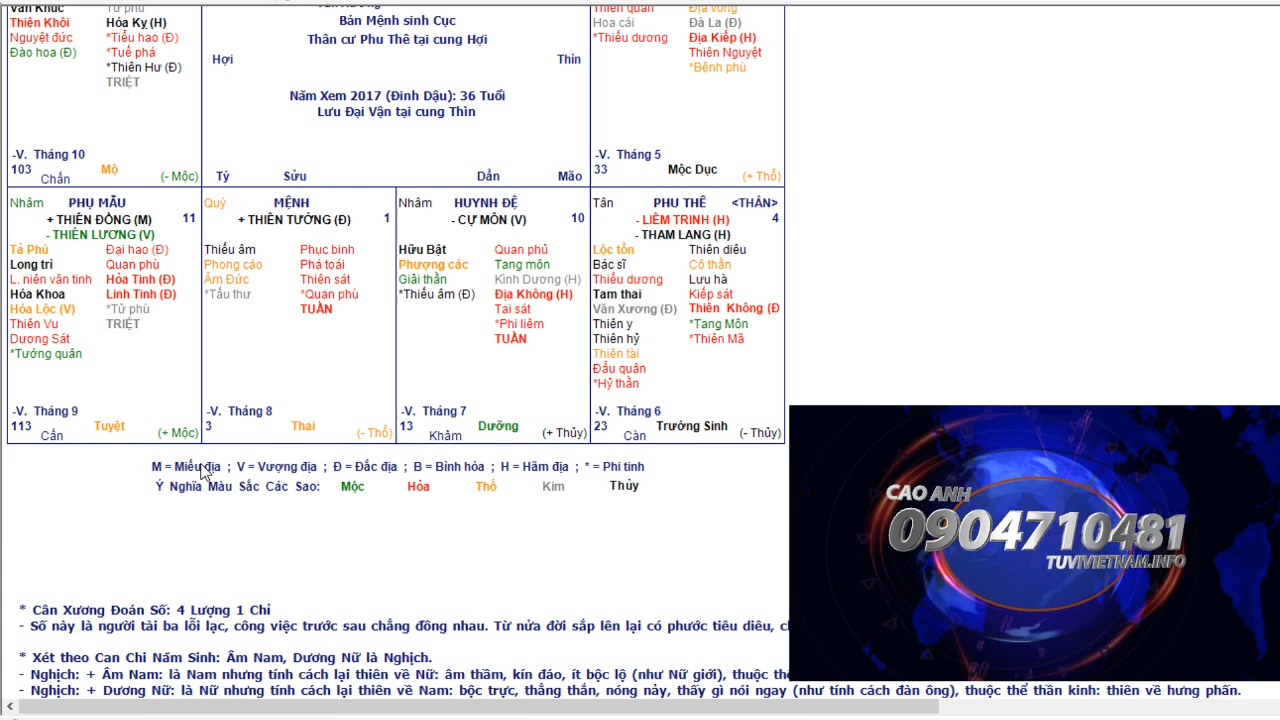 Văn Khúc
Thiên Khôi
Nguyệt đức
Đào hoa (Đ)
Tử phù
Hóa Kỵ (H)
*Tiểu hao (Đ)
*Tuế phá
*Thiên Hư (Đ)
TRIỆT
-V. Tháng 10
103
Mộ
(- Mộc)
Chấn
Bản Mệnh sinh Cục
Thân cư Phu Thê tại cung Hợi
Hợi
Thìn
Năm Xem 2017 (Đinh Dậu): 36 Tuổi
Lưu Đại Vận tại cung Thìn
Tý
Sửu
Dần
Mão
Thiên quan
Hoa cái
*Thiếu dương
Địa võng
Đà La (Đ)
Địa Kiếp (H)
Thiên Nguyệt
*Bệnh phù
-V. Tháng 5
33
Mộc Dục
(+ Thổ)
Nhâm
PHỤ MẪU
+ THIÊN ĐỒNG (M)
11
- THIÊN LƯƠNG (V)
Tả Phù
Long trì
L. niên văn tinh
Hóa Khoa
Hóa Lộc (V)
Thiên Vu
Dương Sát
*Tướng quân
Đại hao (Đ)
Quan phù
Hỏa Tinh (Đ)
Linh Tinh (Đ)
*Tử phù
TRIỆT
-V. Tháng 9
113
Tuyệt
(+ Mộc)
Cấn
Quý
MỆNH
+ THIÊN TƯỚNG (Đ)
1
Thiếu âm
Phong cáo
Âm Đức
*Tấu thư
Phục binh
Phá toái
Thiên sát
*Quan phù
TUẦN
-V. Tháng 8
3
Thai
(- Thổ)
Nhâm
HUYNH ĐỆ
- CỰ MÔN (V)
10
Hữu Bật
Phượng các
Giải thần
*Thiếu âm (Đ)
Quan phủ
Tang môn
Kình Dương (H)
Địa Không (H)
Tai sát
*Phi liêm
TUẦN
-V. Tháng 7
13
Dưỡng
(+ Thủy)
Khảm
Tân
PHU THÊ
<THÂN>
- LIÊM TRINH (H)
4
- THAM LANG (H)
Lộc tồn
Bác sĩ
Thiếu dương
Tam thai
Văn Xương (Đ)
Thiên y
Thiên hỷ
Thiên tài
Đẩu quân
*Hỷ thần
Thiên diêu
Cô thần
Lưu hà
Kiếp sát
Thiên Không (Đ
*Tang Môn
*Thiên Mã
-V. Tháng 6
23
Trường Sinh
(- Thủy)
Càn
M = Miếu địa ; V = Vượng địa ; Đ = Đắc địa ; B = Bình hòa ; H = Hãm địa ; * = Phi tinh
Ý Nghĩa Màu Sắc Các Sao: Mộc Hỏa Thổ Kim Thủy
CAO ANH
0904710481
TUVIVIETNAM.INFO
* Cân Xương Đoán Số: 4 Lượng 1 Chỉ
- Số này là người tài ba lỗi lạc, công việc trước sau chẳng đồng nhau. Từ nửa đời sắp lên lại có phước tiêu diêu,
* Xét theo Can Chi Năm Sinh: Âm Nam, Dương Nữ là Nghịch.
- Nghịch: + Âm Nam: là Nam nhưng tính cách lại thiên về Nữ: âm thầm, kín đáo, ít bộc lộ (như Nữ giới), thuộc
- Nghịch: + Dương Nữ: là Nữ nhưng tính cách lại thiên về Nam: bộc trực, thẳng thắn, nóng nảy, thấy gì nói ngay (như tính cách đàn ông), thuộc thể thần kinh: thiên về hưng phấn.